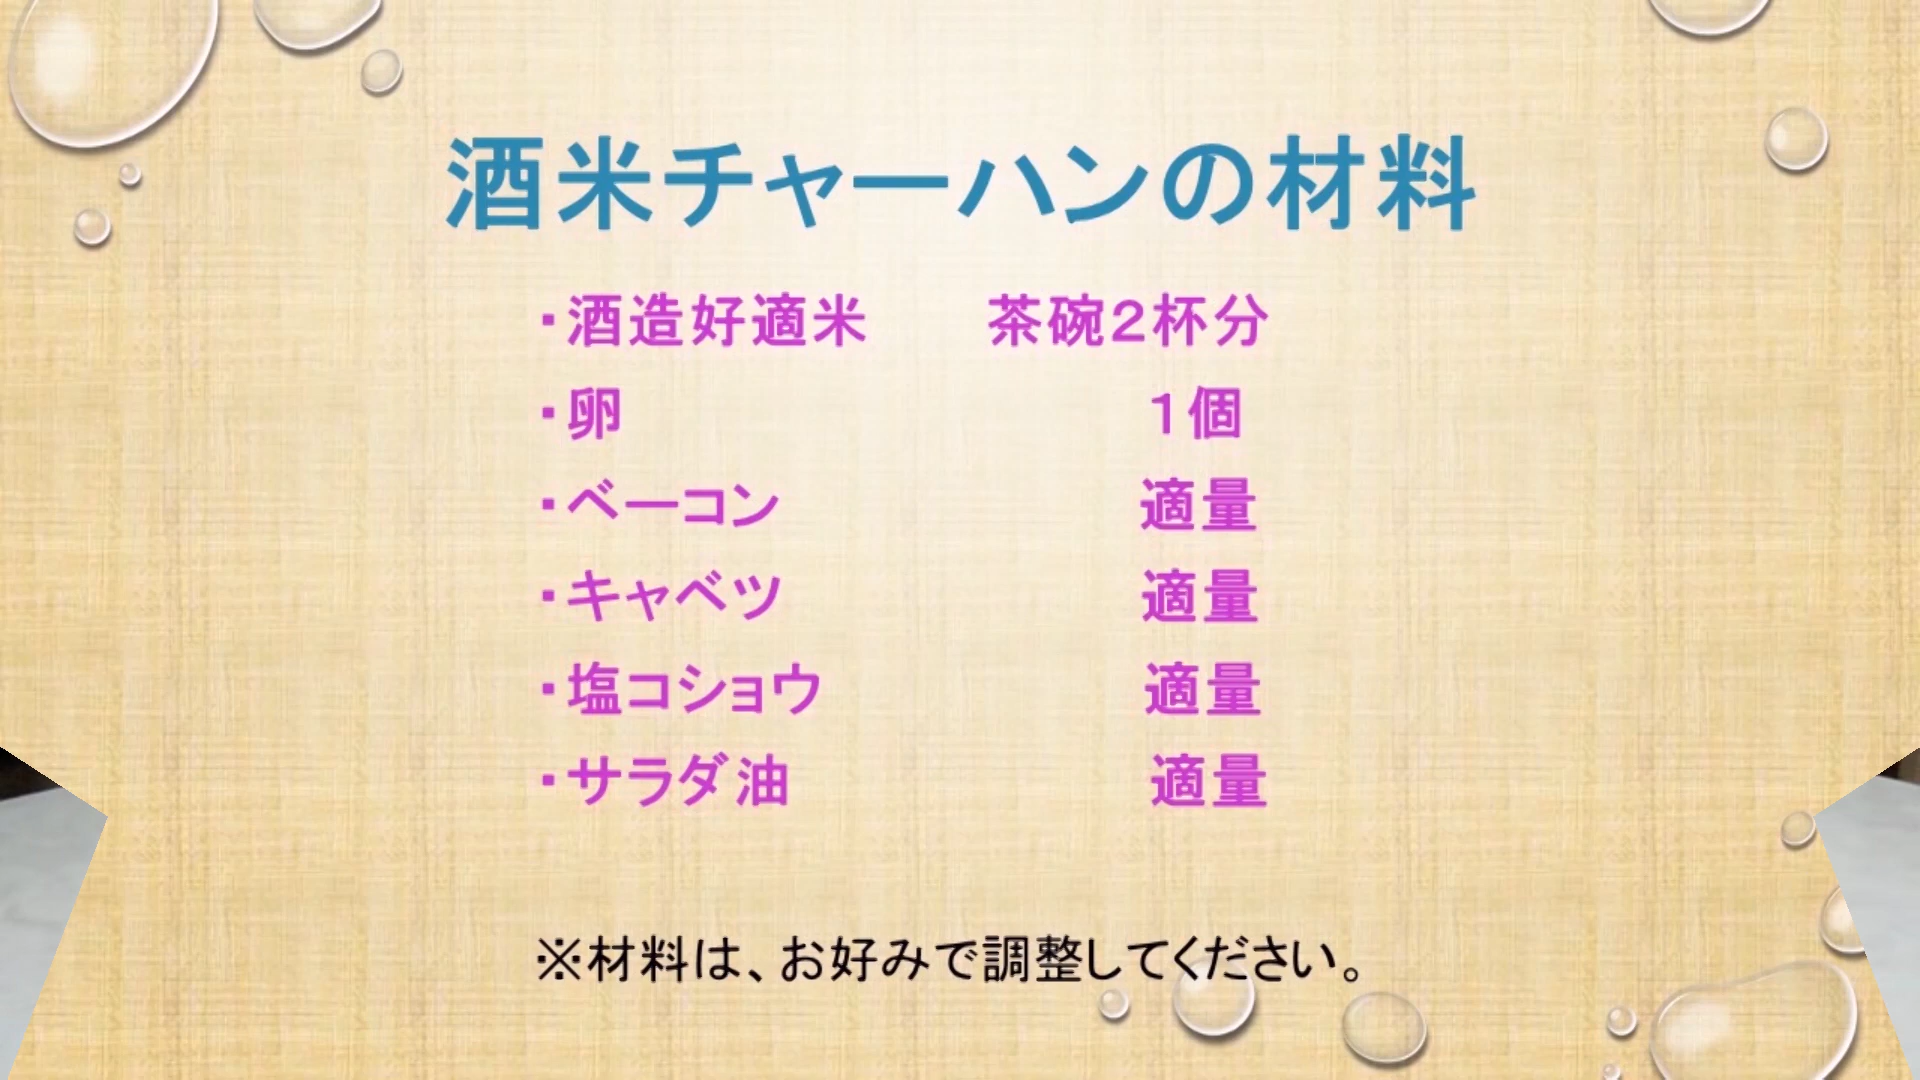 酒米チャーハンの材料
・酒造好適米　　茶碗２杯分
・卵　　１個
・ベーコン　　適量
・キャベツ　　適量
・塩コショウ　　適量
・サラダ油　　適量
※材料は、お好みで調整してください。